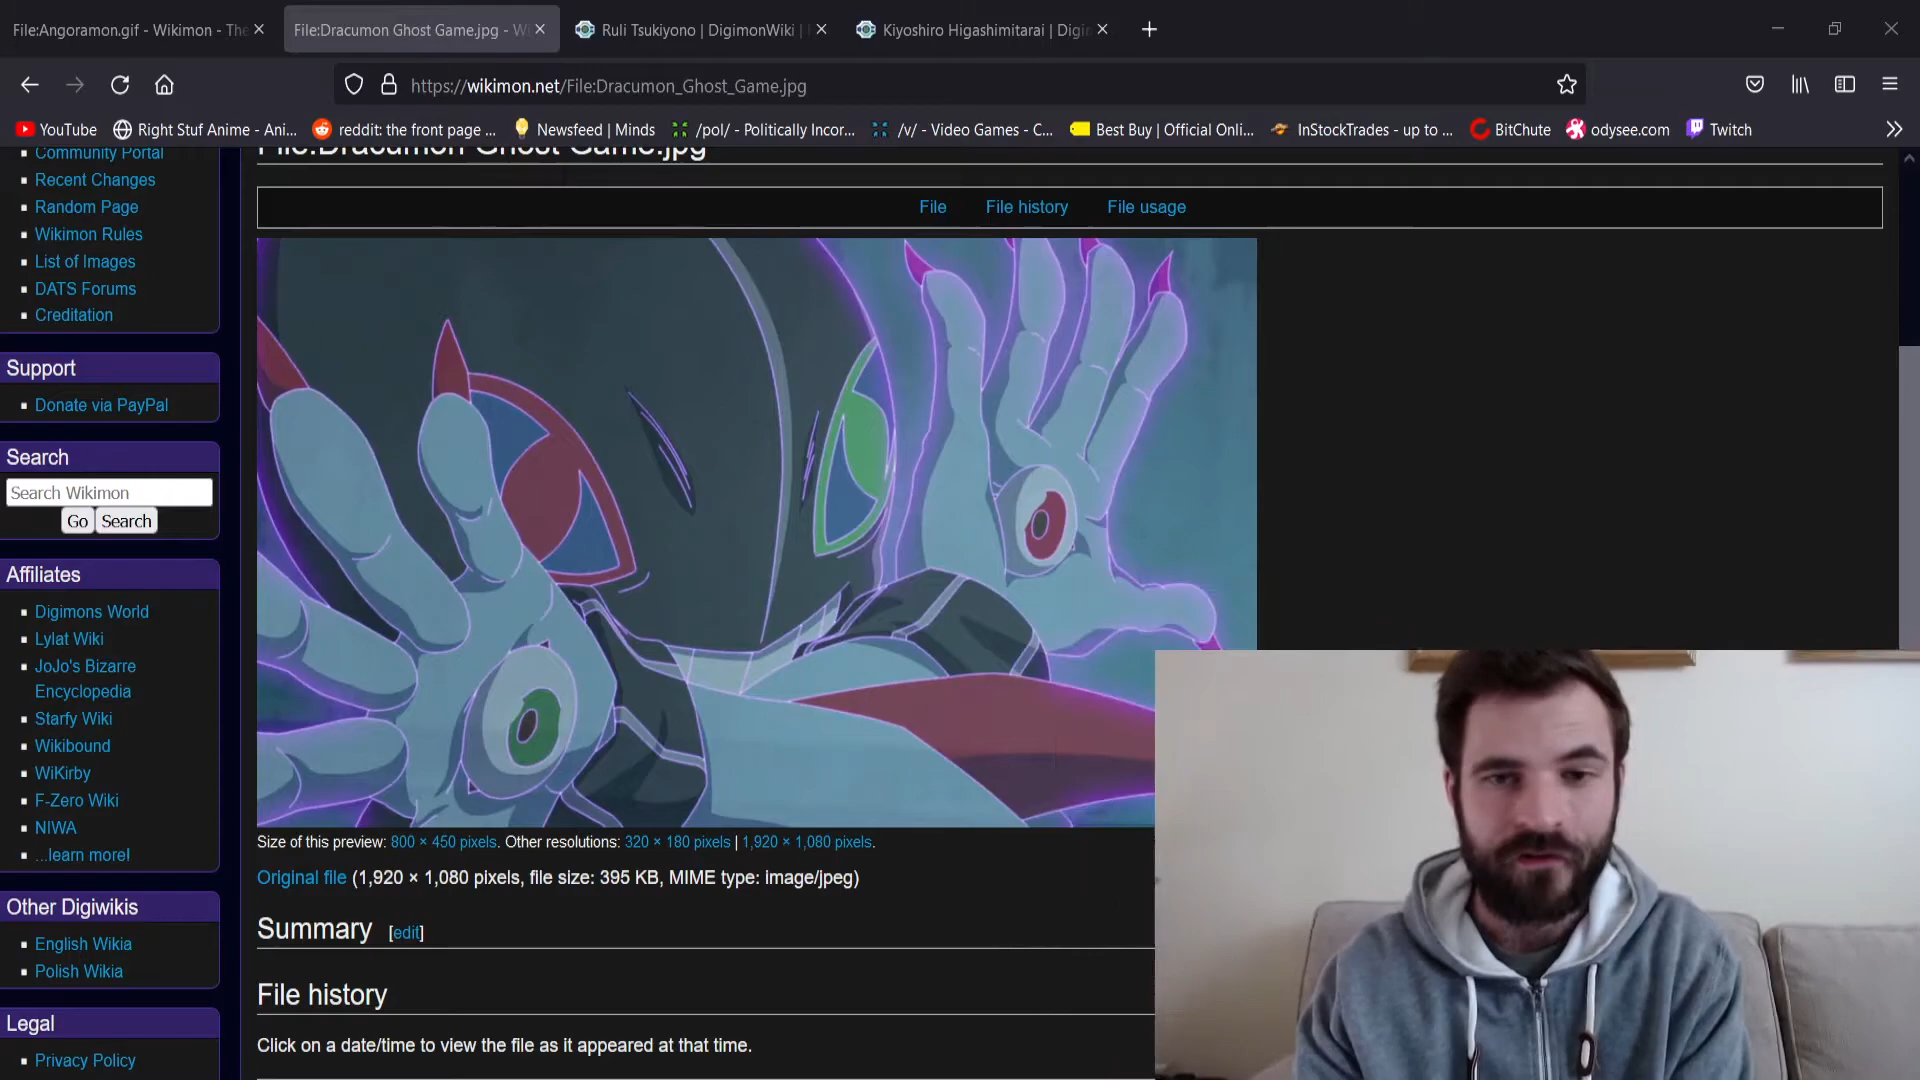 File:Angoramon.gif - Wikimon - The
File:Dracumon Ghost Game.jpg - Wi
Ruli Tsukiyono | DigimonWiki |
Kiyoshiro Higashimitarai | Digi
https://wikimon.net/File:Dracumon_Ghost_Game.jpg
YouTube
Right Stuf Anime - Ani...
reddit: the front page ...
Newsfeed | Minds
/pol/ - Politically Incor...
/v/ - Video Games - C...
Best Buy | Official Onli...
InStockTrades - up to ...
BitChute
odysee.com
Twitch
File:Dracumon Ghost Game.jpg
File
File history
File usage
Community Portal
Recent Changes
Random Page
Wikimon Rules
List of Images
DATS Forums
Creditation
Support
Donate via PayPal
Search
Search Wikimon
Go
Search
Affiliates
Digimons World
Lylat Wiki
JoJo's Bizarre
Encyclopedia
Starfy Wiki
Wikibound
WiKirby
F-Zero Wiki
NIWA
...learn more!
Other Digiwikis
English Wikia
Polish Wikia
Legal
Privacy Policy
Size of this preview: 800 × 450 pixels. Other resolutions: 320 × 180 pixels | 1,920 × 1,080 pixels.
Original file (1,920 × 1,080 pixels, file size: 395 KB, MIME type: image/jpeg)
Summary [edit]
File history
Click on a date/time to view the file as it appeared at that time.